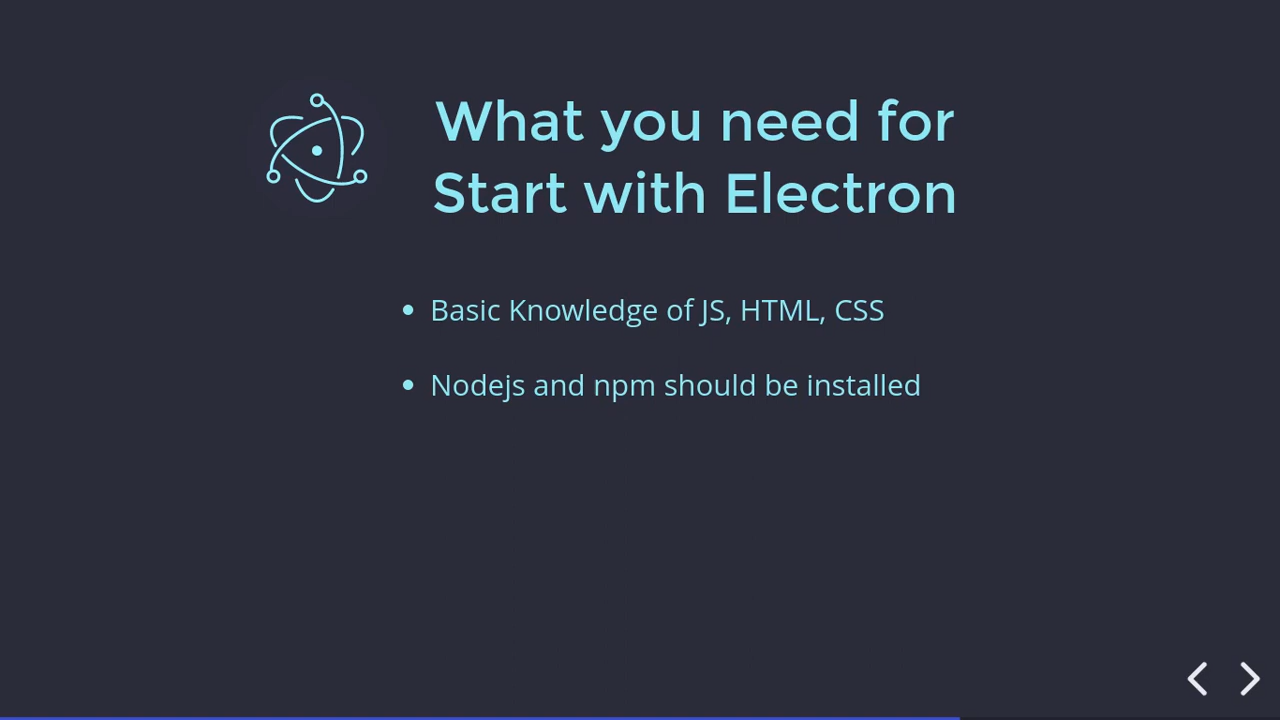 What you need for
Start with Electron
Basic Knowledge of JS, HTML, CSS
Nodejs and npm should be installed